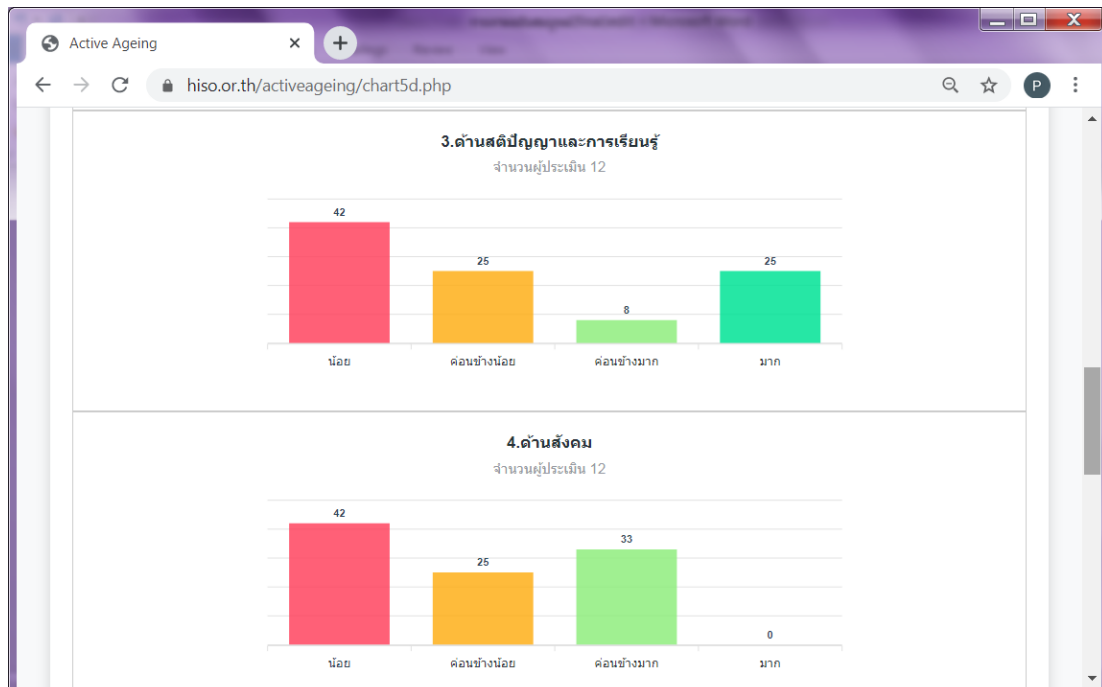 Active Ageing
hiso.or.th/activeageing/chart5d.php
P
3.ด้านสติปัญญาและการเรียนรู้
จำนวนผู้ประเมิน 12
42
25
8
25
น้อย
ค่อนข้างน้อย
ค่อนข้างมาก
มาก
4.ด้านสังคม
จำนวนผู้ประเมิน 12
42
25
33
0
น้อย
ค่อนข้างน้อย
ค่อนข้างมาก
มาก